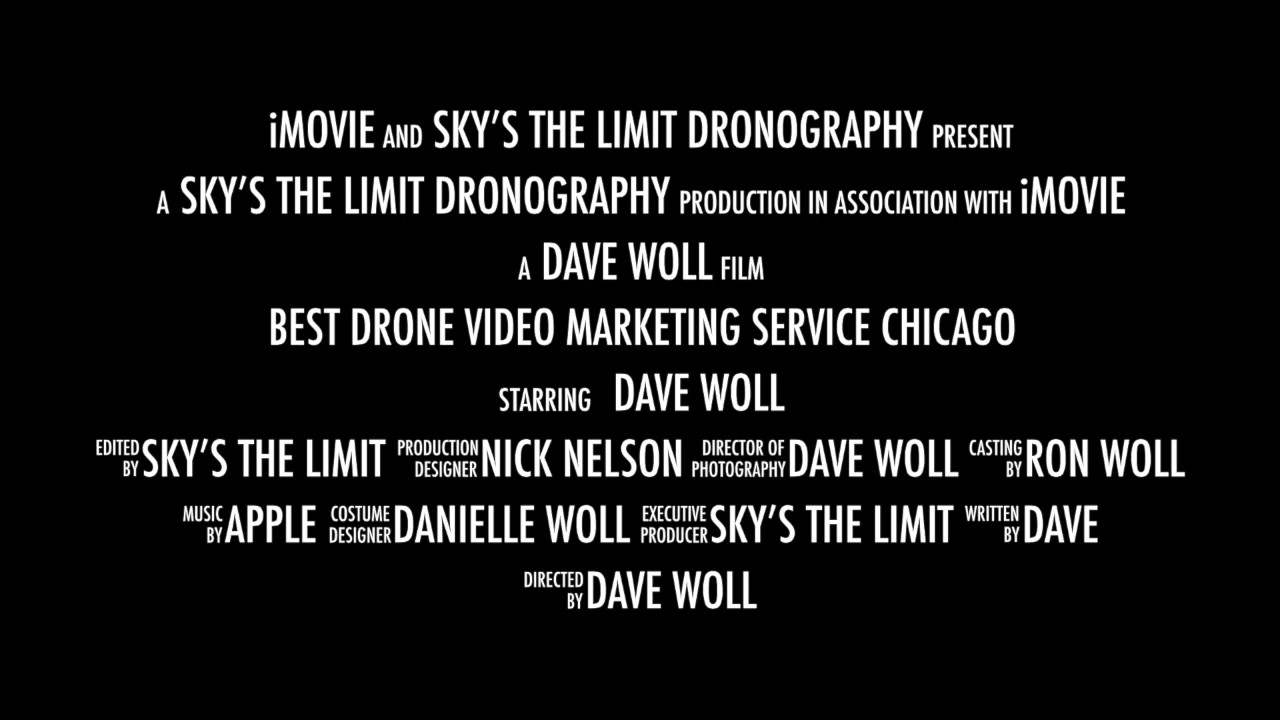 iMOVIE AND SKY'S THE LIMIT DRONOGRAPHY PRESENT
A SKY'S THE LIMIT DRONOGRAPHY PRODUCTION IN ASSOCIATION WITH iMOVIE
A DAVE WOLL FILM
BEST DRONE VIDEO MARKETING SERVICE CHICAGO
STARRING DAVE WOLL
EDITED BY SKY'S THE LIMIT PRODUCTION DESIGNER NICK NELSON DIRECTOR OF PHOTOGRAPHY DAVE WOLL CASTING BY RON WOLL
MUSIC BY APPLE COSTUME DESIGNER DANIELLE WOLL EXECUTIVE PRODUCER SKY'S THE LIMIT WRITTEN BY DAVE
DIRECTED BY DAVE WOLL